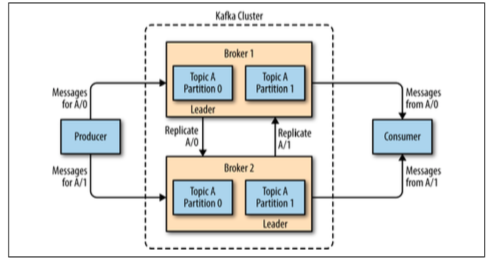 Kafka Cluster
Broker 1
Topic A
Partition 0
Topic A
Partition 1
Leader
Messages
for A/0
Messages
from A/0
Producer
Replicate
A/0
Replicate
A/1
Consumer
Messages
for A/1
Messages
from A/1
Broker 2
Topic A
Partition 0
Topic A
Partition 1
Leader